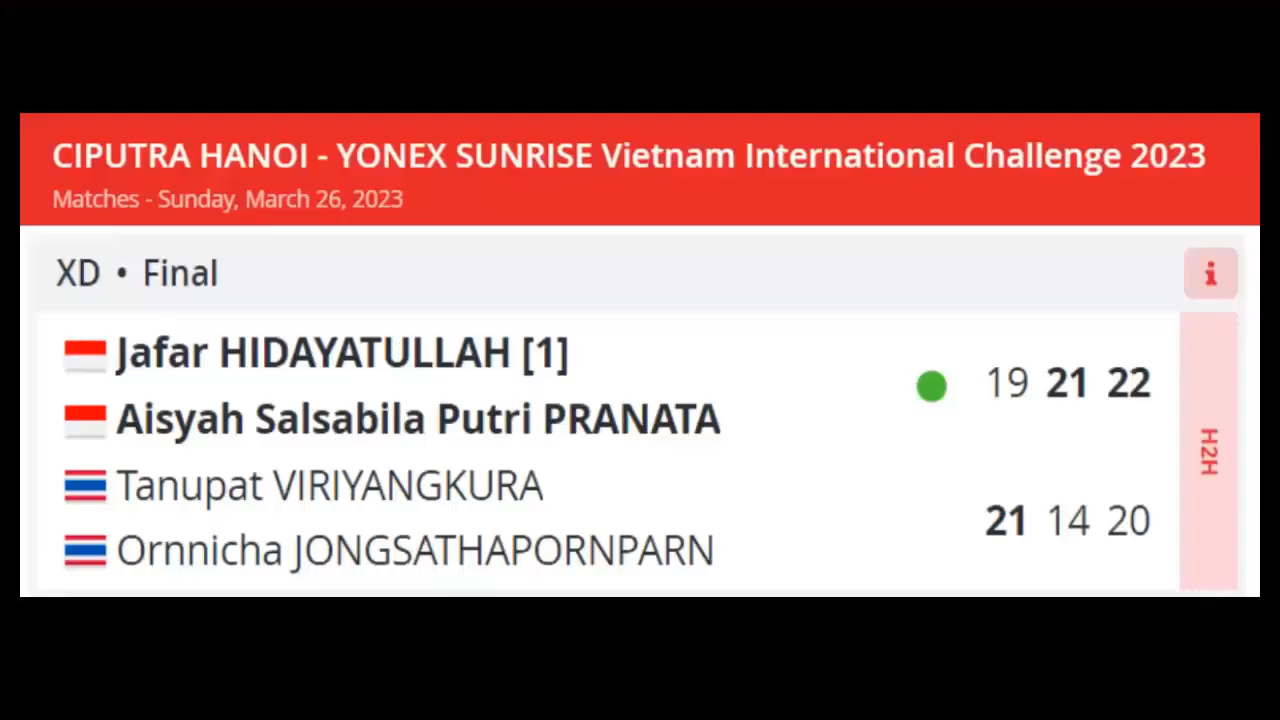 CIPUTRA HANOI - YONEX SUNRISE Vietnam International Challenge 2023
Matches - Sunday, March 26, 2023
XD • Final
i
Jafar HIDAYATULLAH [1]
Aisyah Salsabila Putri PRANATA
19 21 22
Tanupat VIRIYANGKURA
Ornnicha JONGSATHAPORNPARN
21 14 20
H2H